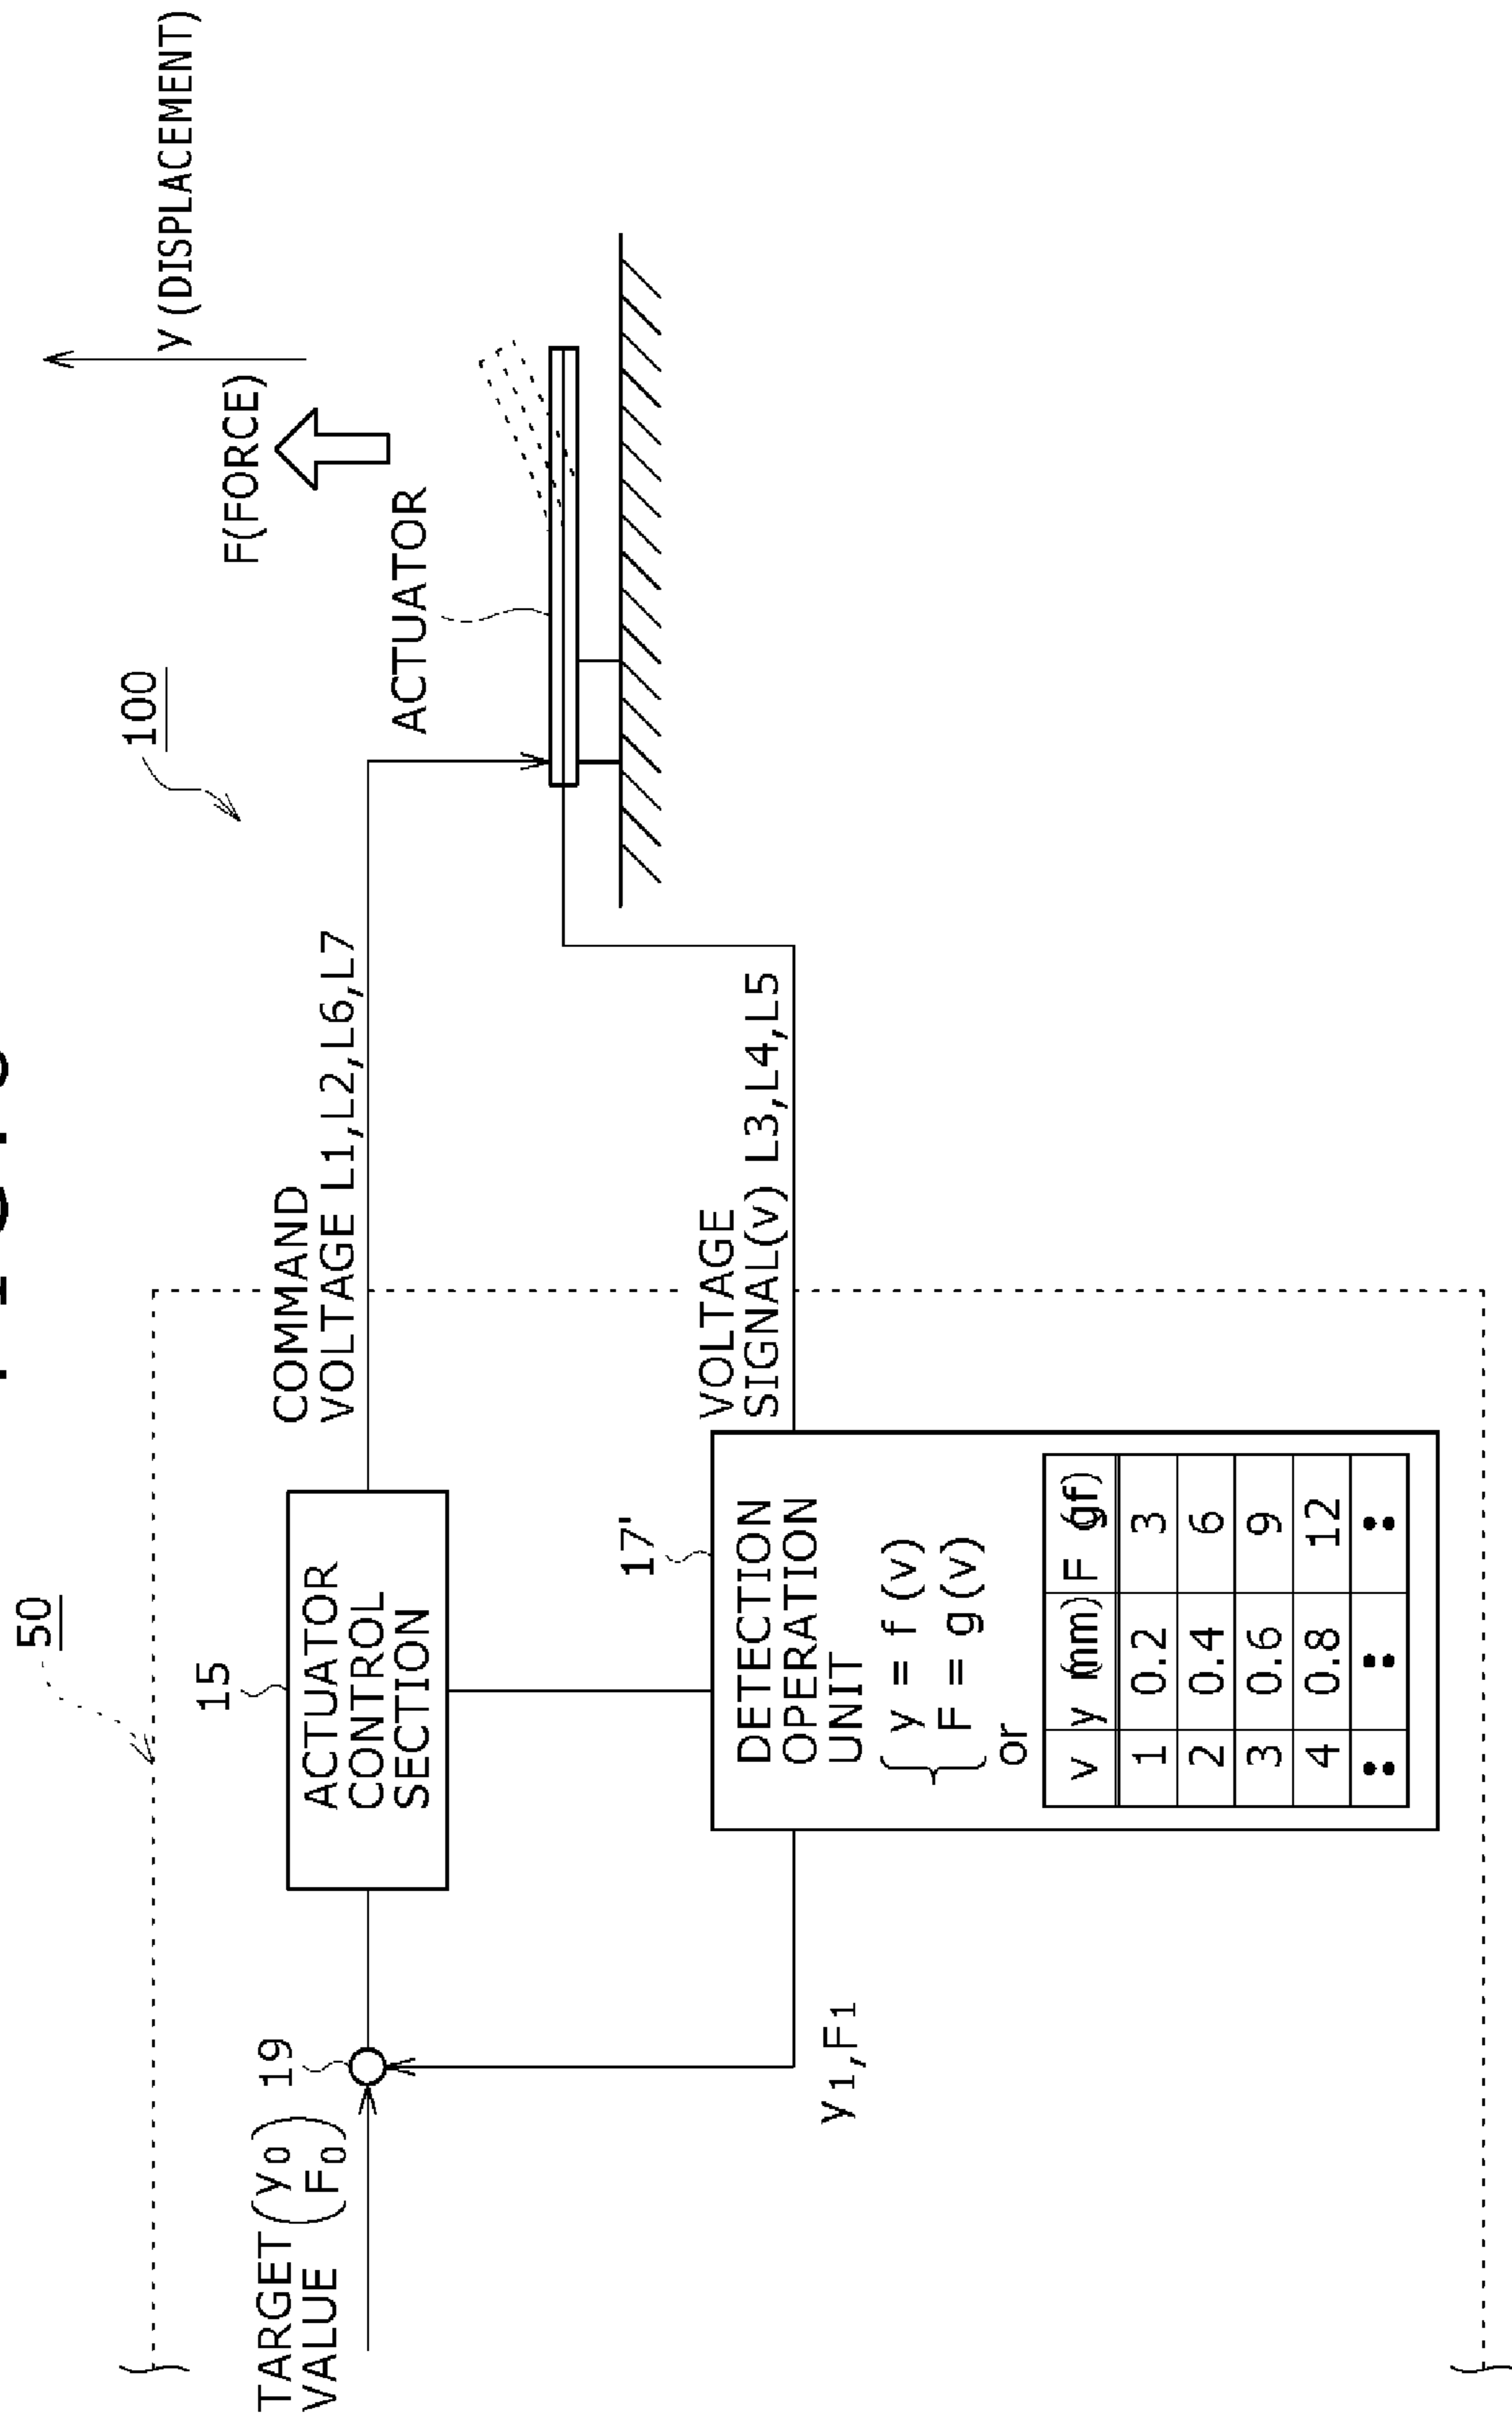 50
100
TARGET
VALUE
(y0)
(F0)
19
15
ACTUATOR
CONTROL
SECTION
COMMAND
VOLTAGE L1,L2,L6,L7
ACTUATOR
F(FORCE)
y (DISPLACEMENT)
y1,F1
17'
DETECTION
OPERATION
UNIT
y = f (v)
F = g (v)
or
v y (mm) F (gf)
1 0.2 3
2 0.4 6
3 0.6 9
4 0.8 12
: : :
VOLTAGE
SIGNAL(v) L3,L4,L5